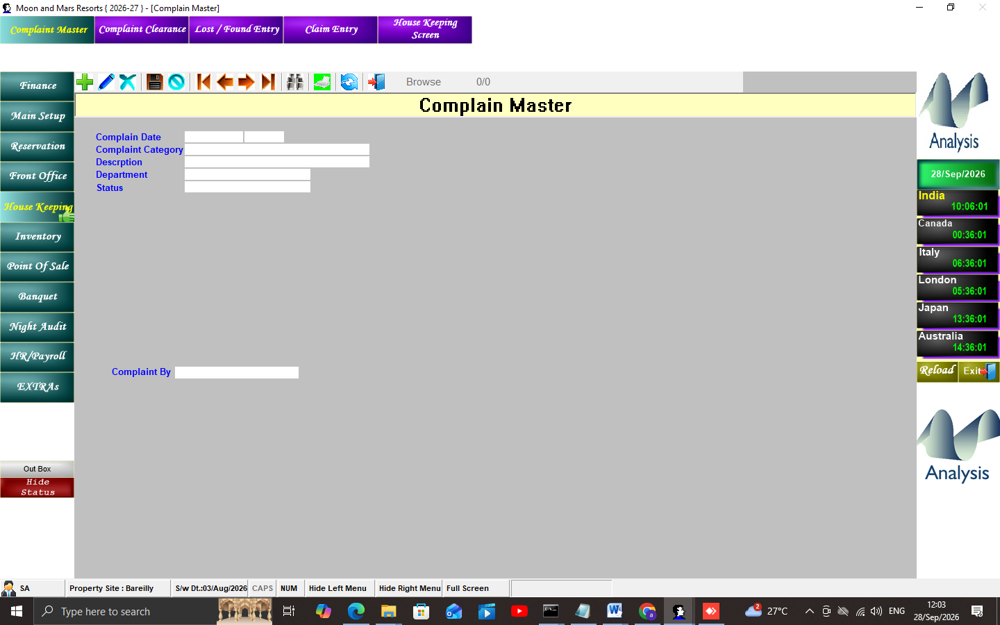 Moon and Mars Resorts { 2026-27 } - [Complain Master]
Complaint Master
Complaint Clearance
Lost / Found Entry
Claim Entry
House Keeping
Screen
Finance
Main Setup
Reservation
Front Office
House Keeping
Inventory
Point Of Sale
Banquet
Night Audit
HR/Payroll
EXTRAs
Out Box
Hide
Status
Browse 0/0
Complain Master
Complain Date
Complaint Category
Descrption
Department
Status
Complaint By
Analysis
28/Sep/2026
India
10:06:01
Canada
00:36:01
Italy
06:36:01
London
05:36:01
Japan
13:36:01
Australia
14:36:01
Reload
Exit
Analysis
SA
Property Site : Bareilly
S/w Dt.:03/Aug/2026
CAPS
NUM
Hide Left Menu
Hide Right Menu
Full Screen
Type here to search
2
27°C
ENG
12:03
28/Sep/2026